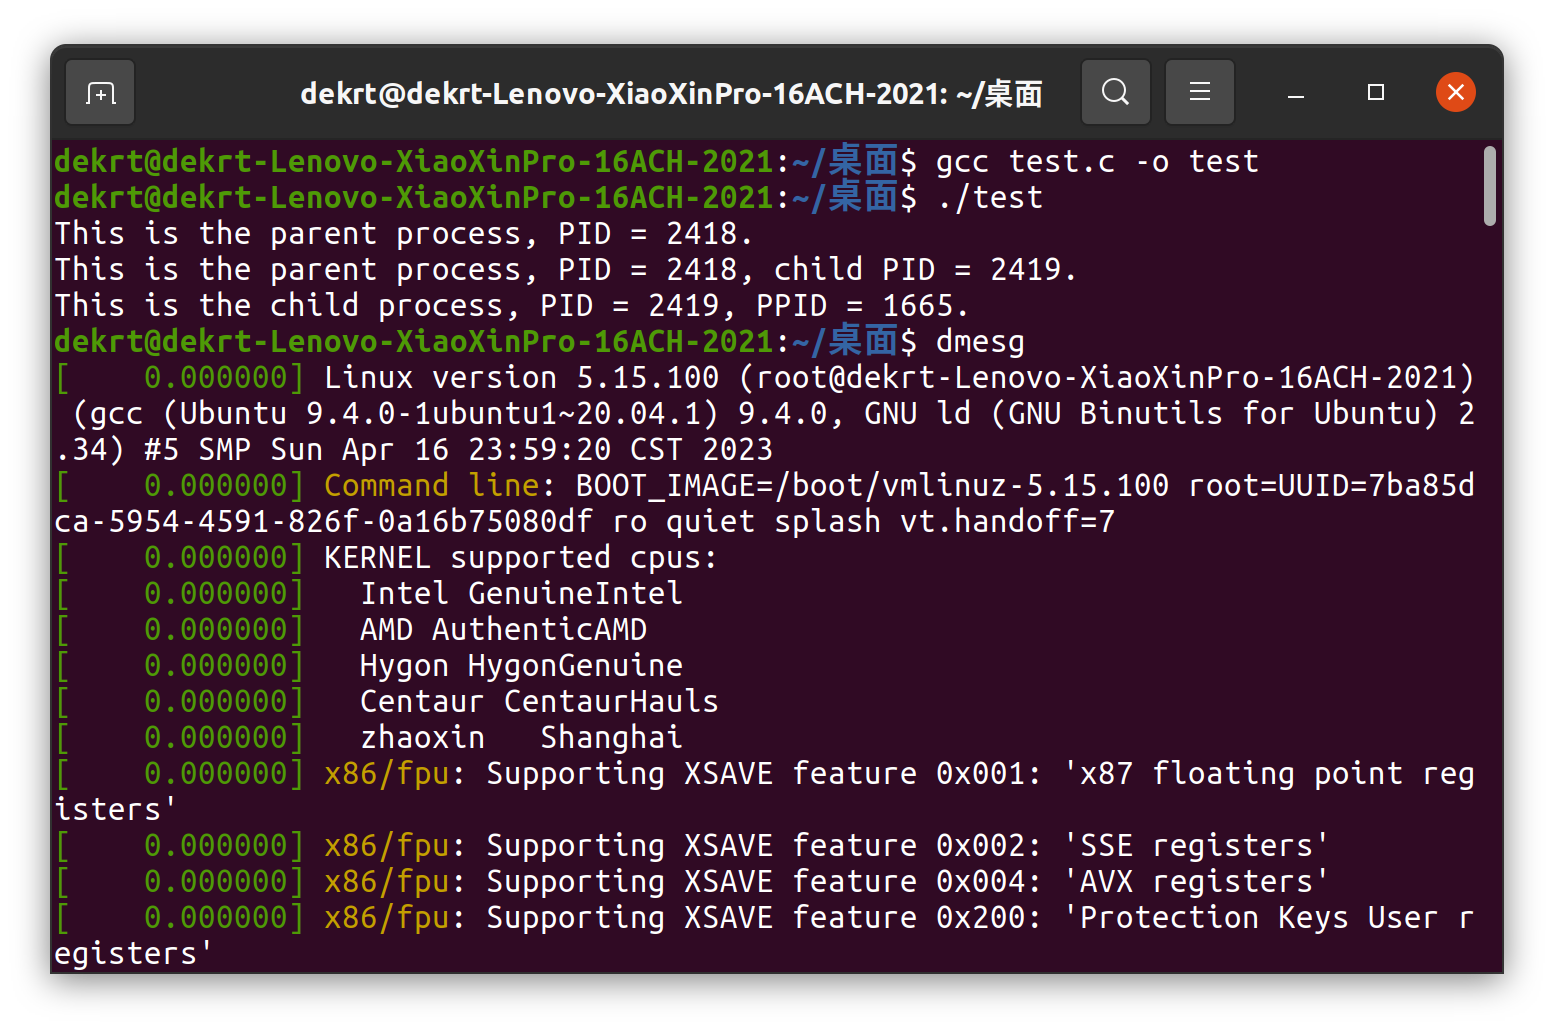 dekrt@dekrt-Lenovo-XiaoXinPro-16ACH-2021: ~/桌面
dekrt@dekrt-Lenovo-XiaoXinPro-16ACH-2021:~/桌面$ gcc test.c -o test
dekrt@dekrt-Lenovo-XiaoXinPro-16ACH-2021:~/桌面$ ./test
This is the parent process, PID = 2418.
This is the parent process, PID = 2418, child PID = 2419.
This is the child process, PID = 2419, PPID = 1665.
dekrt@dekrt-Lenovo-XiaoXinPro-16ACH-2021:~/桌面$ dmesg
[    0.000000] Linux version 5.15.100 (root@dekrt-Lenovo-XiaoXinPro-16ACH-2021)
 (gcc (Ubuntu 9.4.0-1ubuntu1~20.04.1) 9.4.0, GNU ld (GNU Binutils for Ubuntu) 2
.34) #5 SMP Sun Apr 16 23:59:20 CST 2023
[    0.000000] Command line: BOOT_IMAGE=/boot/vmlinuz-5.15.100 root=UUID=7ba85d
ca-5954-4591-826f-0a16b75080df ro quiet splash vt.handoff=7
[    0.000000] KERNEL supported cpus:
[    0.000000]   Intel GenuineIntel
[    0.000000]   AMD AuthenticAMD
[    0.000000]   Hygon HygonGenuine
[    0.000000]   Centaur CentaurHauls
[    0.000000]   zhaoxin   Shanghai
[    0.000000] x86/fpu: Supporting XSAVE feature 0x001: 'x87 floating point reg
isters'
[    0.000000] x86/fpu: Supporting XSAVE feature 0x002: 'SSE registers'
[    0.000000] x86/fpu: Supporting XSAVE feature 0x004: 'AVX registers'
[    0.000000] x86/fpu: Supporting XSAVE feature 0x200: 'Protection Keys User r
egisters'